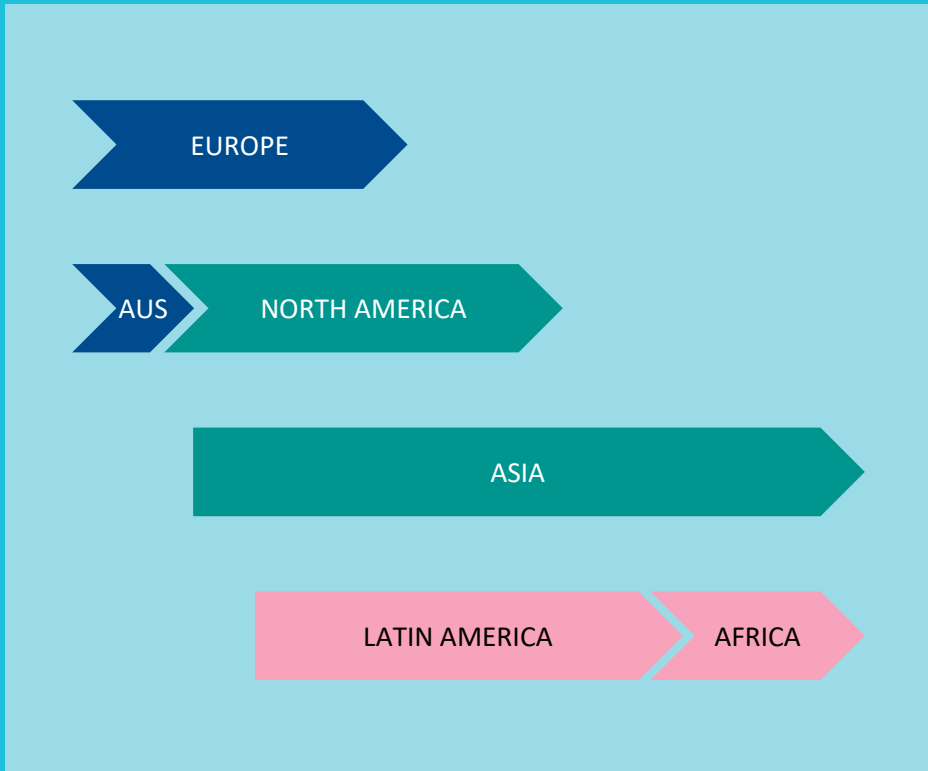 EUROPE
AUS
NORTH AMERICA
ASIA
LATIN AMERICA
AFRICA